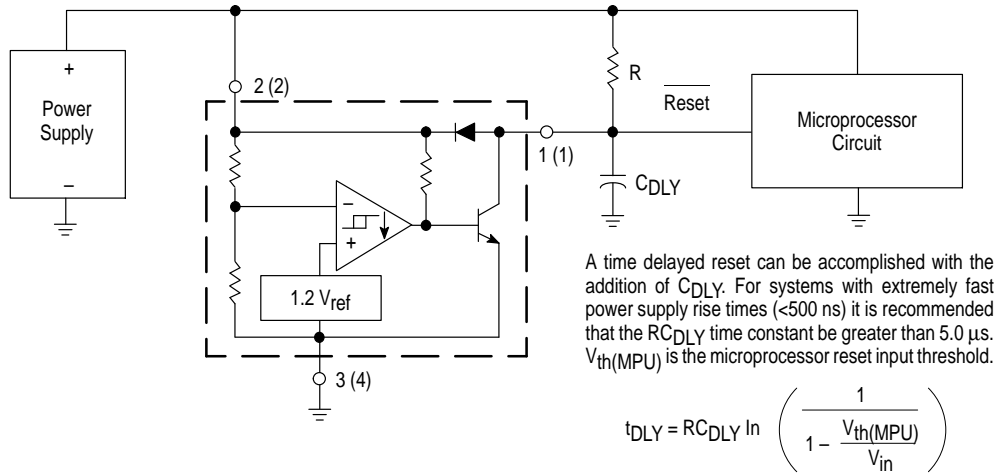 +
Power
Supply
−
2 (2)
R
Reset
1 (1)
Microprocessor
Circuit
CDLY
−
+
1.2 Vref
3 (4)
A time delayed reset can be accomplished with the
addition of CDLY. For systems with extremely fast
power supply rise times (<500 ns) it is recommended
that the RCDLY time constant be greater than 5.0 μs.
Vth(MPU) is the microprocessor reset input threshold.
1
tDLY = RCDLY In
1 − Vth(MPU)
Vin